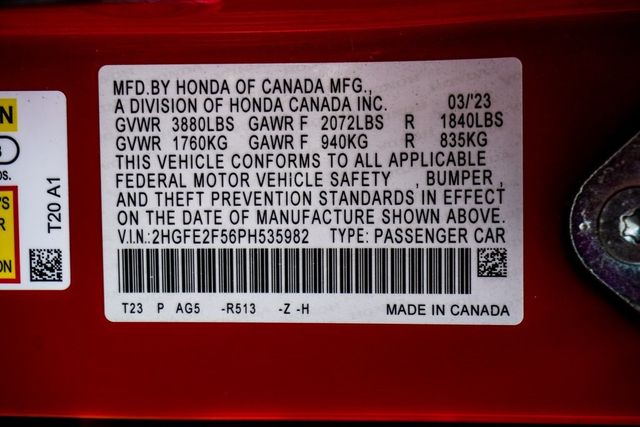 MFD.BY HONDA OF CANADA MFG.,
A DIVISION OF HONDA CANADA INC. 03/'23
GVWR 3880LBS GAWR F 2072LBS R 1840LBS
GVWR 1760KG GAWR F 940KG R 835KG
THIS VEHICLE CONFORMS TO ALL APPLICABLE
FEDERAL MOTOR VEHICLE SAFETY , BUMPER ,
AND THEFT PREVENTION STANDARDS IN EFFECT
ON THE DATE OF MANUFACTURE SHOWN ABOVE.
V.I.N.:2HGFE2F56PH535982 TYPE: PASSENGER CAR
T23 P AG5 -R513 -Z -H MADE IN CANADA
T20 A1